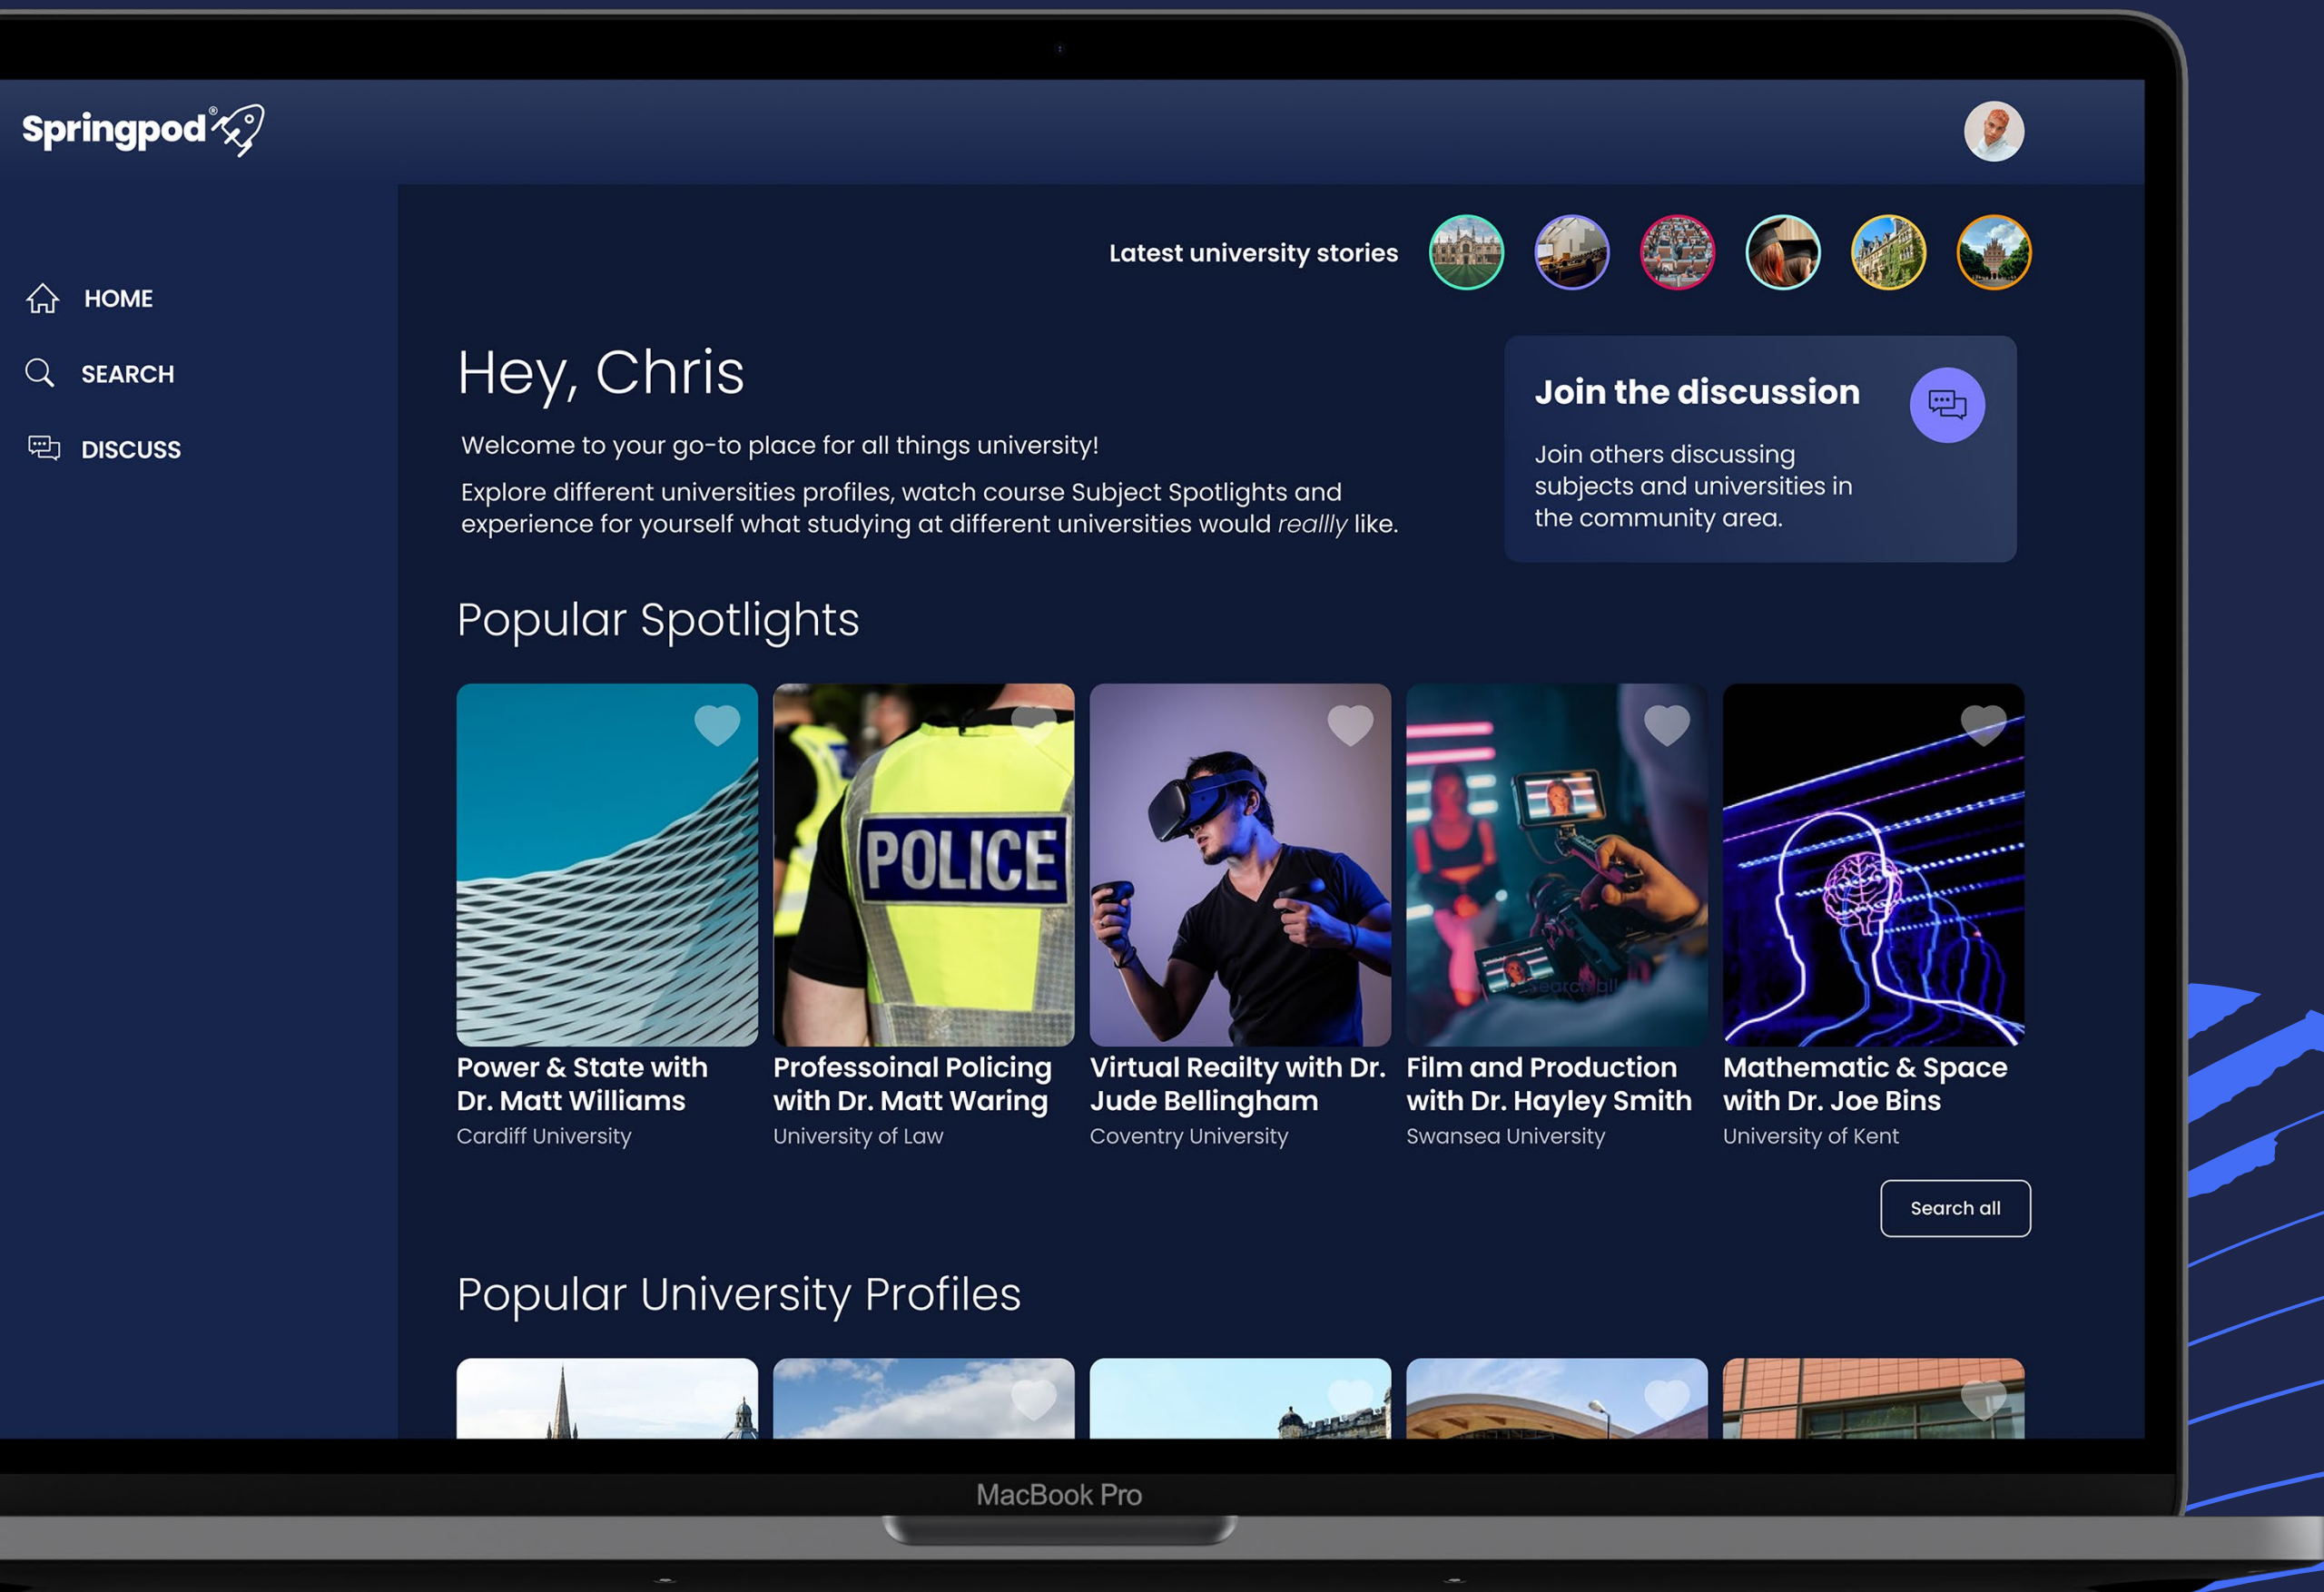 Springpod®
HOME
SEARCH
DISCUSS
Latest university stories
Hey, Chris
Welcome to your go-to place for all things university!
Explore different universities profiles, watch course Subject Spotlights and
experience for yourself what studying at different universities would reallly like.
Join the discussion
Join others discussing
subjects and universities in
the community area.
Popular Spotlights
POLICE
Search all
Power & State with
Dr. Matt Williams
Cardiff University
Professoinal Policing
with Dr. Matt Waring
University of Law
Virtual Reailty with Dr.
Jude Bellingham
Coventry University
Film and Production
with Dr. Hayley Smith
Swansea University
Mathematic & Space
with Dr. Joe Bins
University of Kent
Search all
Popular University Profiles
MacBook Pro